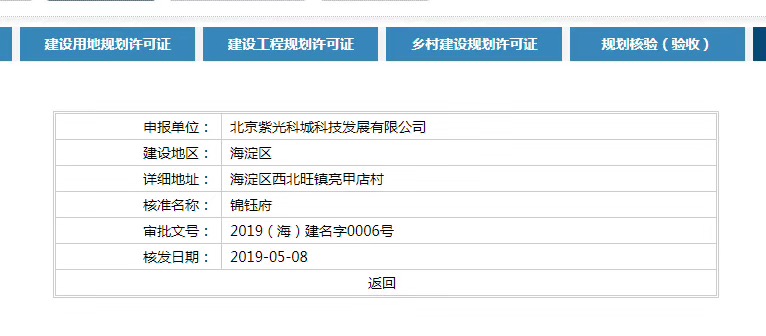 建设用地规划许可证 建设工程规划许可证 乡村建设规划许可证 规划核验（验收）
申报单位： 北京紫光科城科技发展有限公司
建设地区： 海淀区
详细地址： 海淀区西北旺镇亮甲店村
核准名称： 锦钰府
审批文号： 2019（海）建名字0006号
核发日期： 2019-05-08
返回